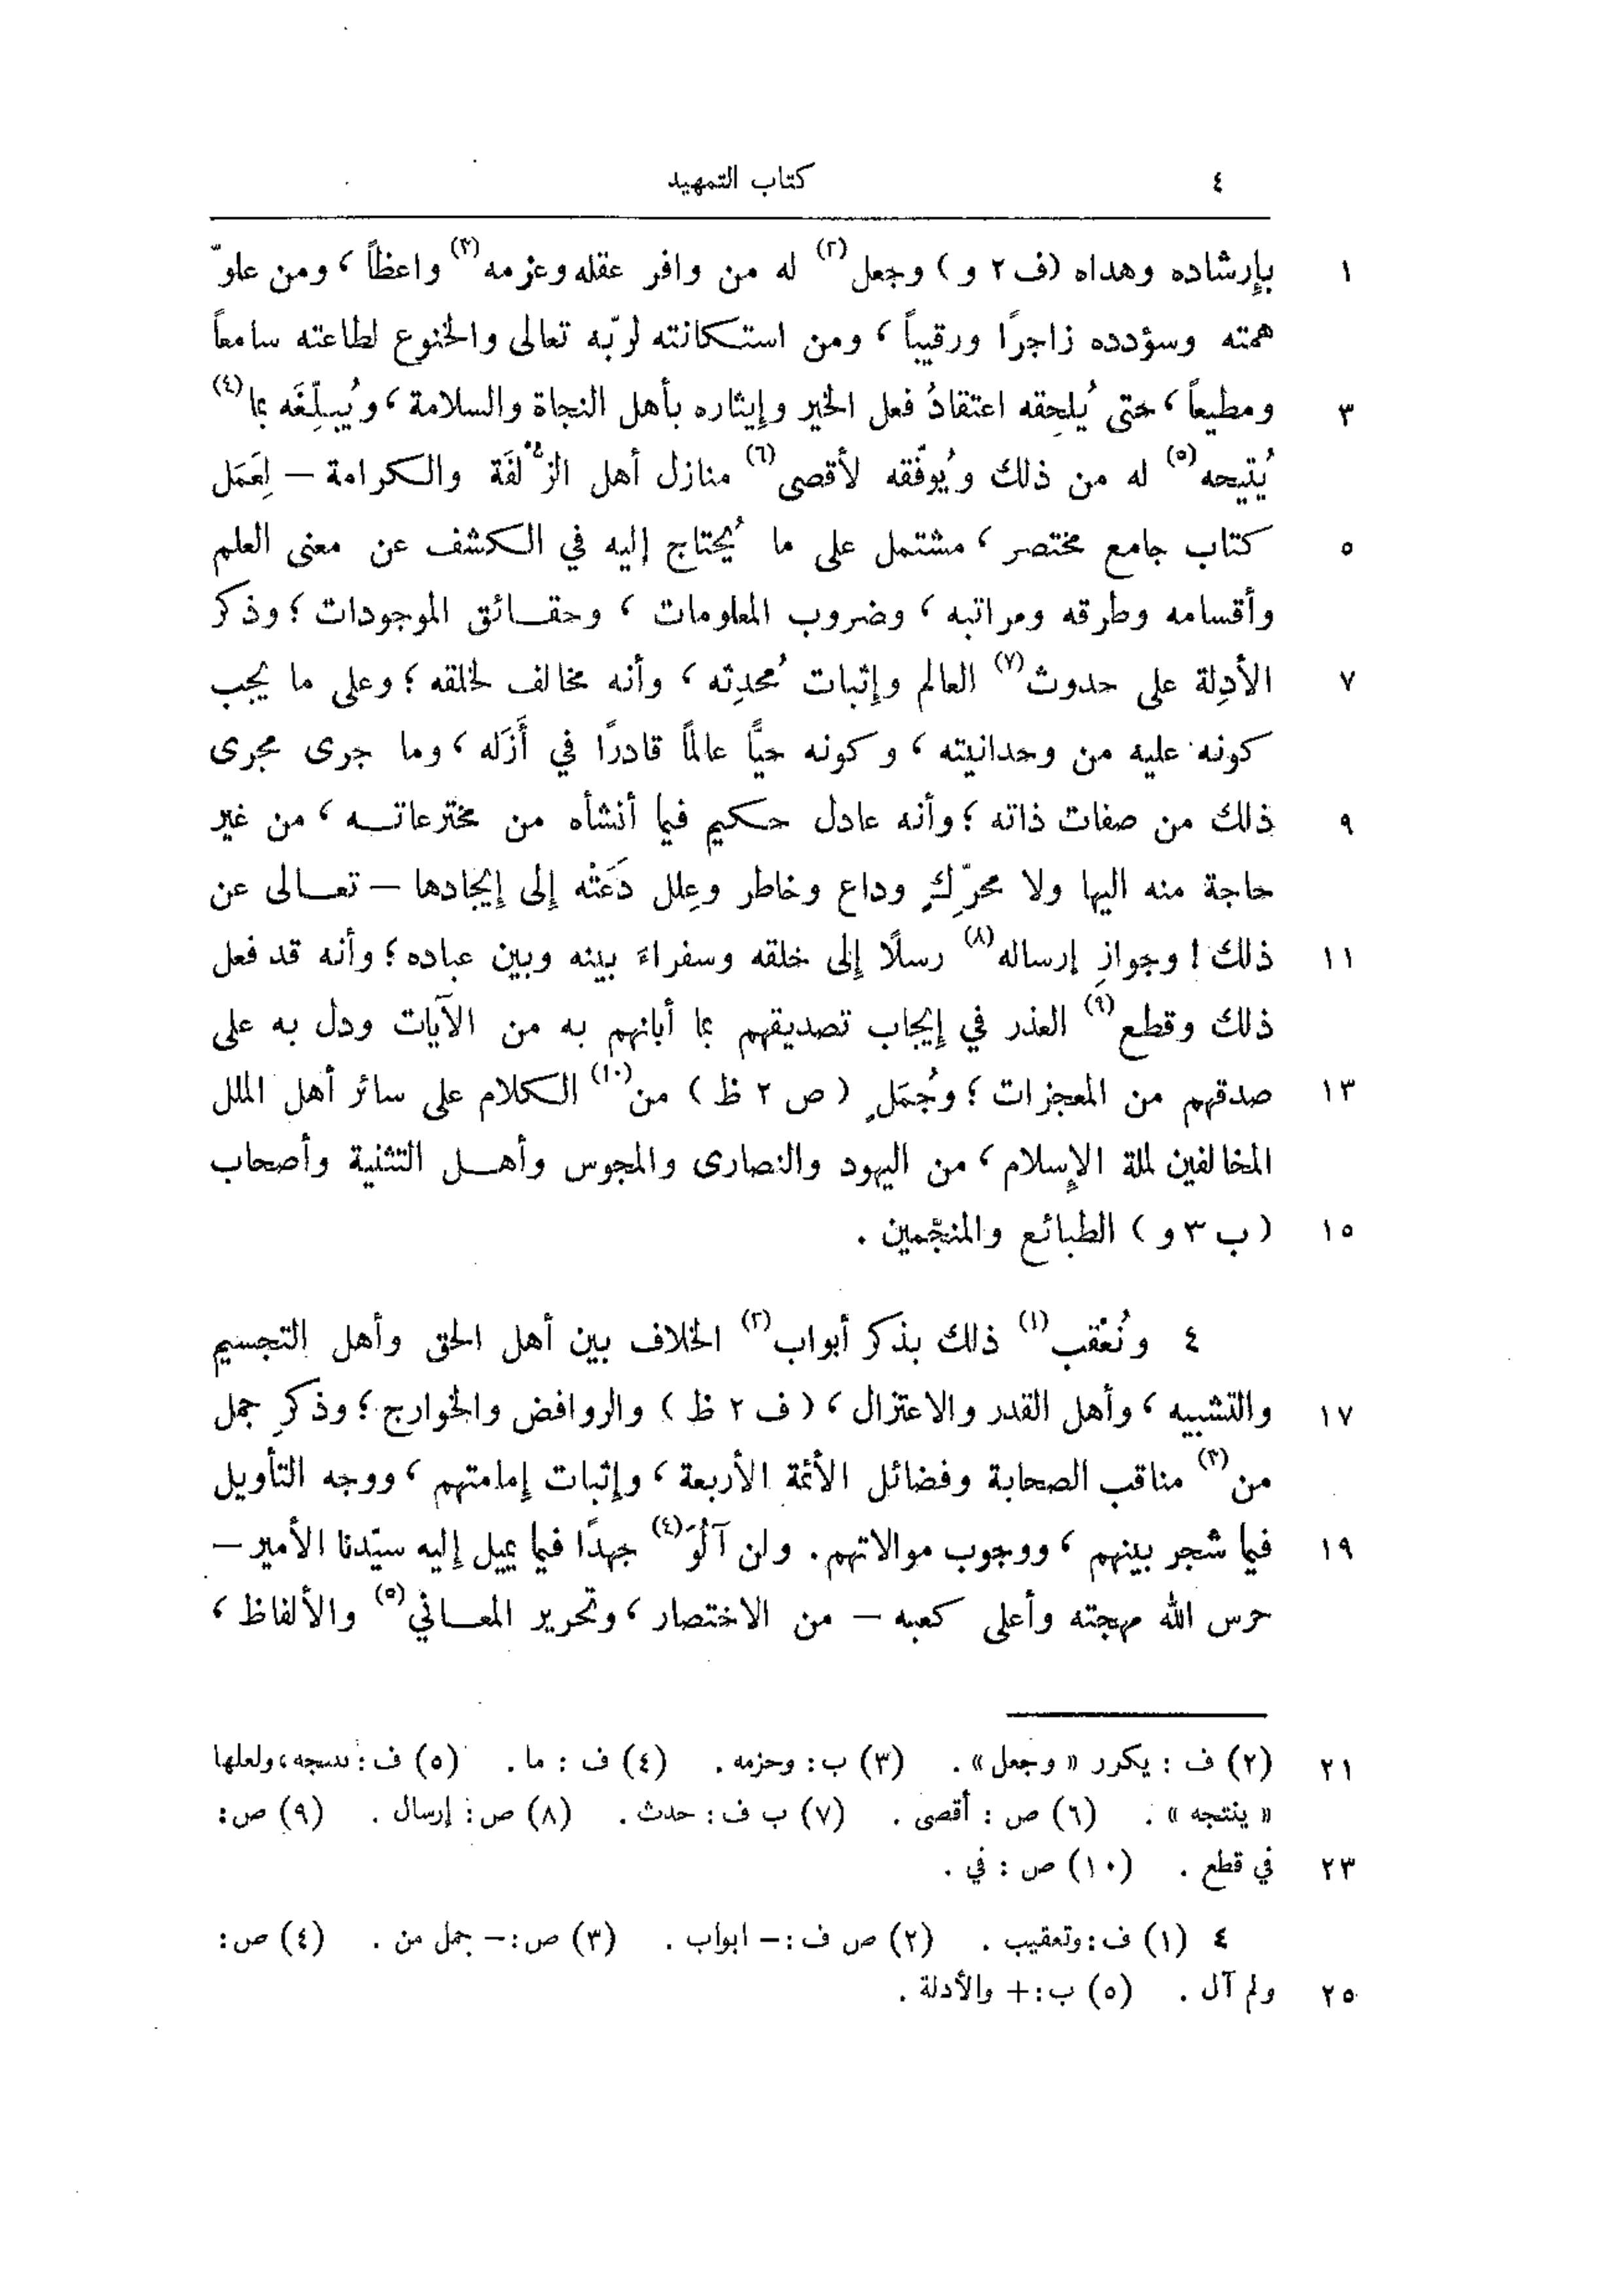 ٤ كتاب التمهيد
١ بإرشاده وهداه (ف ٢ و) وجعل(٢) له من وافر عقله وعزمه(٣) واعظاً، ومن علوّ
همته وسؤدده زاجرًا ورقيباً، ومن استكانته لربّه تعالى والخنوع لطاعته سامعاً
٣ ومطيعاً، حتى يُلحِقه اعتقادُ فعل الخير وإيثاره بأهل النجاة والسلامة، ويُبلّغَه بما(٤)
يُتيحه(٥) له من ذلك ويُوفّقه لأقصى(٦) منازل أهل الزُّلفَة والكرامة – لِعَمَل
٥ كتاب جامع مختصر، مشتمل على ما يُحتاج إليه في الكشف عن معنى العلم
وأقسامه وطرقه ومراتبه، وضروب المعلومات، وحقائق الموجودات؛ وذكر
٧ الأدِلة على حدوث(٧) العالم وإثبات مُحدِثه، وأنه مخالف لخلقه؛ وعلى ما يجب
كونه عليه من وحدانيته، وكونه حيًّا عالمًا قادرًا في أَزَله، وما جرى مجرى
٩ ذلك من صفات ذاته؛ وأنه عادل حكيم فيما أنشأه من مخترعاته، من غير
حاجة منه اليها ولا محرِّكٍ وداع وخاطر وعِلل دَعَتْه إلى إيجادها – تعالى عن
١١ ذلك! وجوازِ إرساله(٨) رسلًا إلى خلقه وسفراءَ بينه وبين عباده؛ وأنه قد فعل
ذلك وقطع(٩) العذر في إيجاب تصديقهم بما أبانهم به من الآيات ودل به على
١٣ صدقهم من المعجزات؛ وجُمَلٍ (ص ٢ ظ) من(١٠) الكلام على سائر أهل الملل
المخالفين لملة الإسلام، من اليهود والنصارى والمجوس وأهل التثنية وأصحاب
١٥ (ب ٣ و) الطبائع والمنجّمين.
٤ ونُعْقب(١) ذلك بذكر أبواب(٢) الخلاف بين أهل الحق وأهل التجسيم
١٧ والتشبيه، وأهل القدر والاعتزال، (ف ٢ ظ) والروافض والخوارج؛ وذكرِ جمل
من(٣) مناقب الصحابة وفضائل الأئمة الأربعة، وإثبات إمامتهم، ووجه التأويل
١٩ فيما شجر بينهم، ووجوب موالاتهم. ولن آلُوَ(٤) جهدًا فيما يميل إليه سيّدنا الأمير –
حرس الله مهجته وأعلى كعبه – من الاختصار، وتحرير المعاني(٥) والألفاظ،
٢١ (٢) ف: يكرر «وجعل». (٣) ب: وحزمه. (٤) ف: ما. (٥) ف: ، ولعلها
«ينتجه». (٦) ص: أقصى. (٧) ب ف: حدث. (٨) ص: إرسال. (٩) ص:
٢٣ في قطع. (١٠) ص: في.
٤ (١) ف: وتعقيب. (٢) ص ف: – ابواب. (٣) ص: – جمل من. (٤) ص:
٢٥ ولم آل. (٥) ب: + والأدلة.